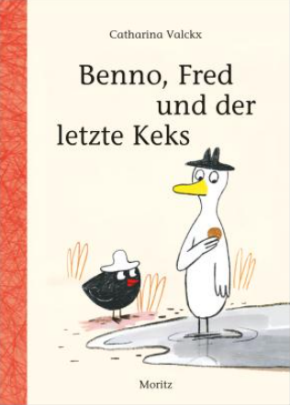 Catharina Valckx
Benno, Fred
und der
letzte Keks
Moritz